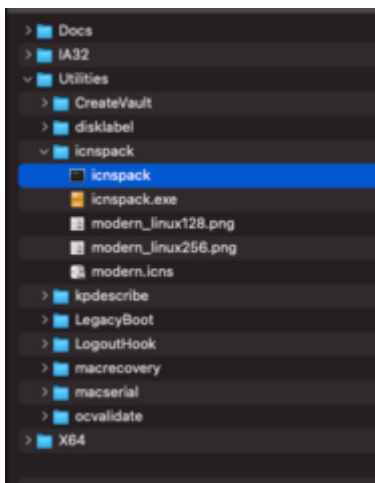 Docs
IA32
Utilities
CreateVault
disklabel
icnspack
icnspack
icnspack.exe
modern_linux128.png
modern_linux256.png
modern.icns
kpdescribe
LegacyBoot
LogoutHook
macrecovery
macserial
ocvalidate
X64